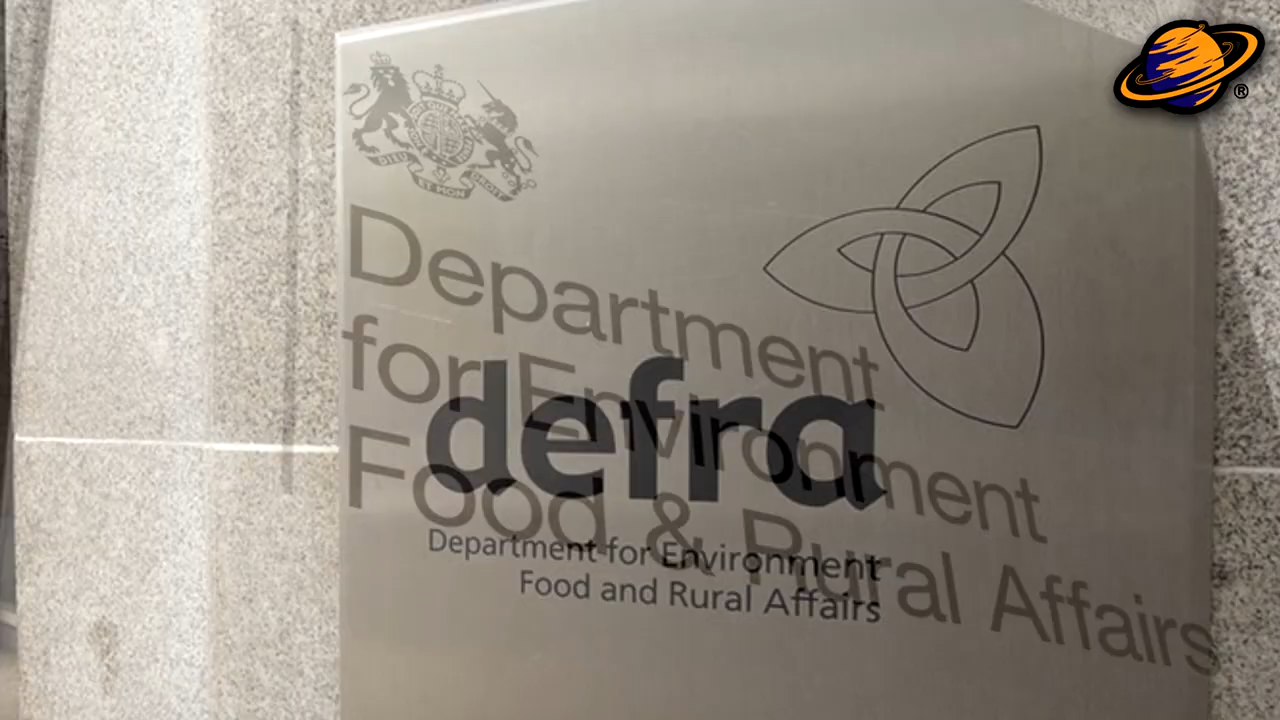 DIEU ET MON DROIT
Department
for Environment
Food & Rural Affairs
defra
Department for Environment
Food and Rural Affairs
®